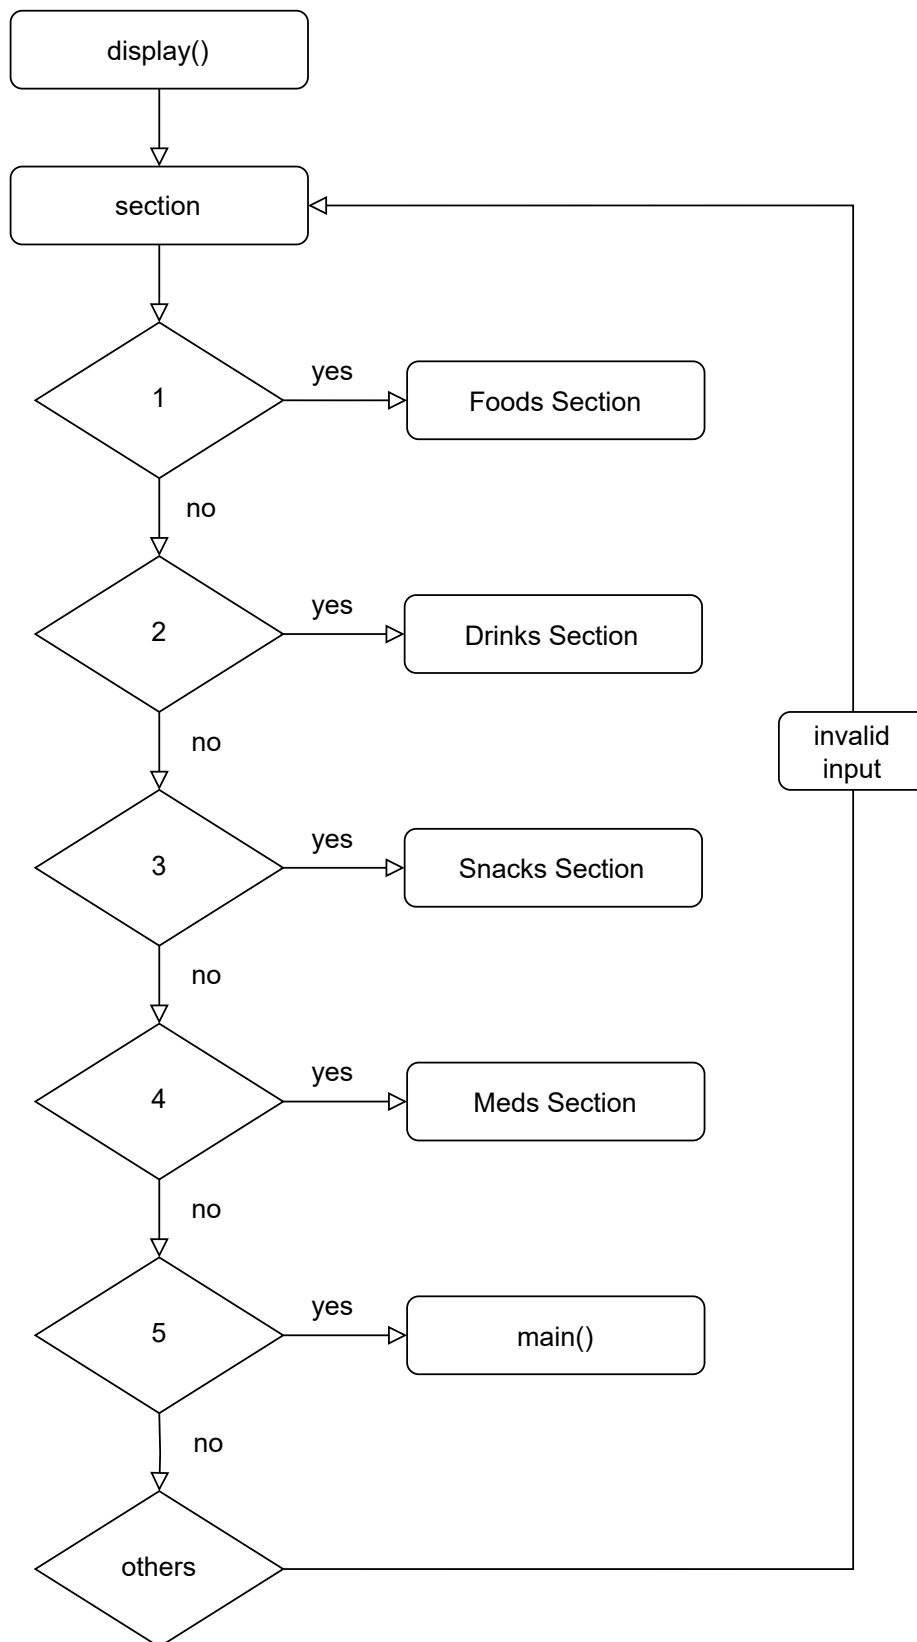 display()
section
1
yes
Foods Section
no
2
yes
Drinks Section
no
invalid
input
3
yes
Snacks Section
no
4
yes
Meds Section
no
5
yes
main()
no
others